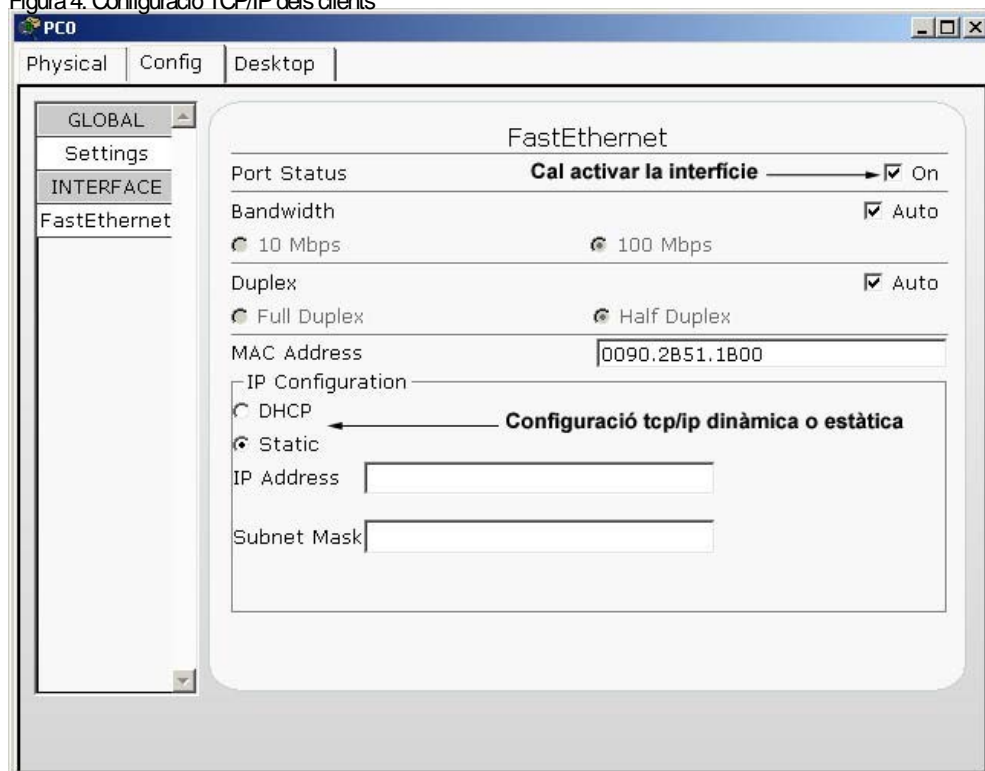 Figura 4. Configuració TCP/IP dels clients
PC0
Physical Config Desktop
GLOBAL
Settings
INTERFACE
FastEthernet
FastEthernet
Port Status Cal activar la interfície On
Bandwidth Auto
10 Mbps 100 Mbps
Duplex Auto
Full Duplex Half Duplex
MAC Address 0090.2B51.1B00
IP Configuration
DHCP
Configuració tcp/ip dinàmica o estàtica
Static
IP Address
Subnet Mask